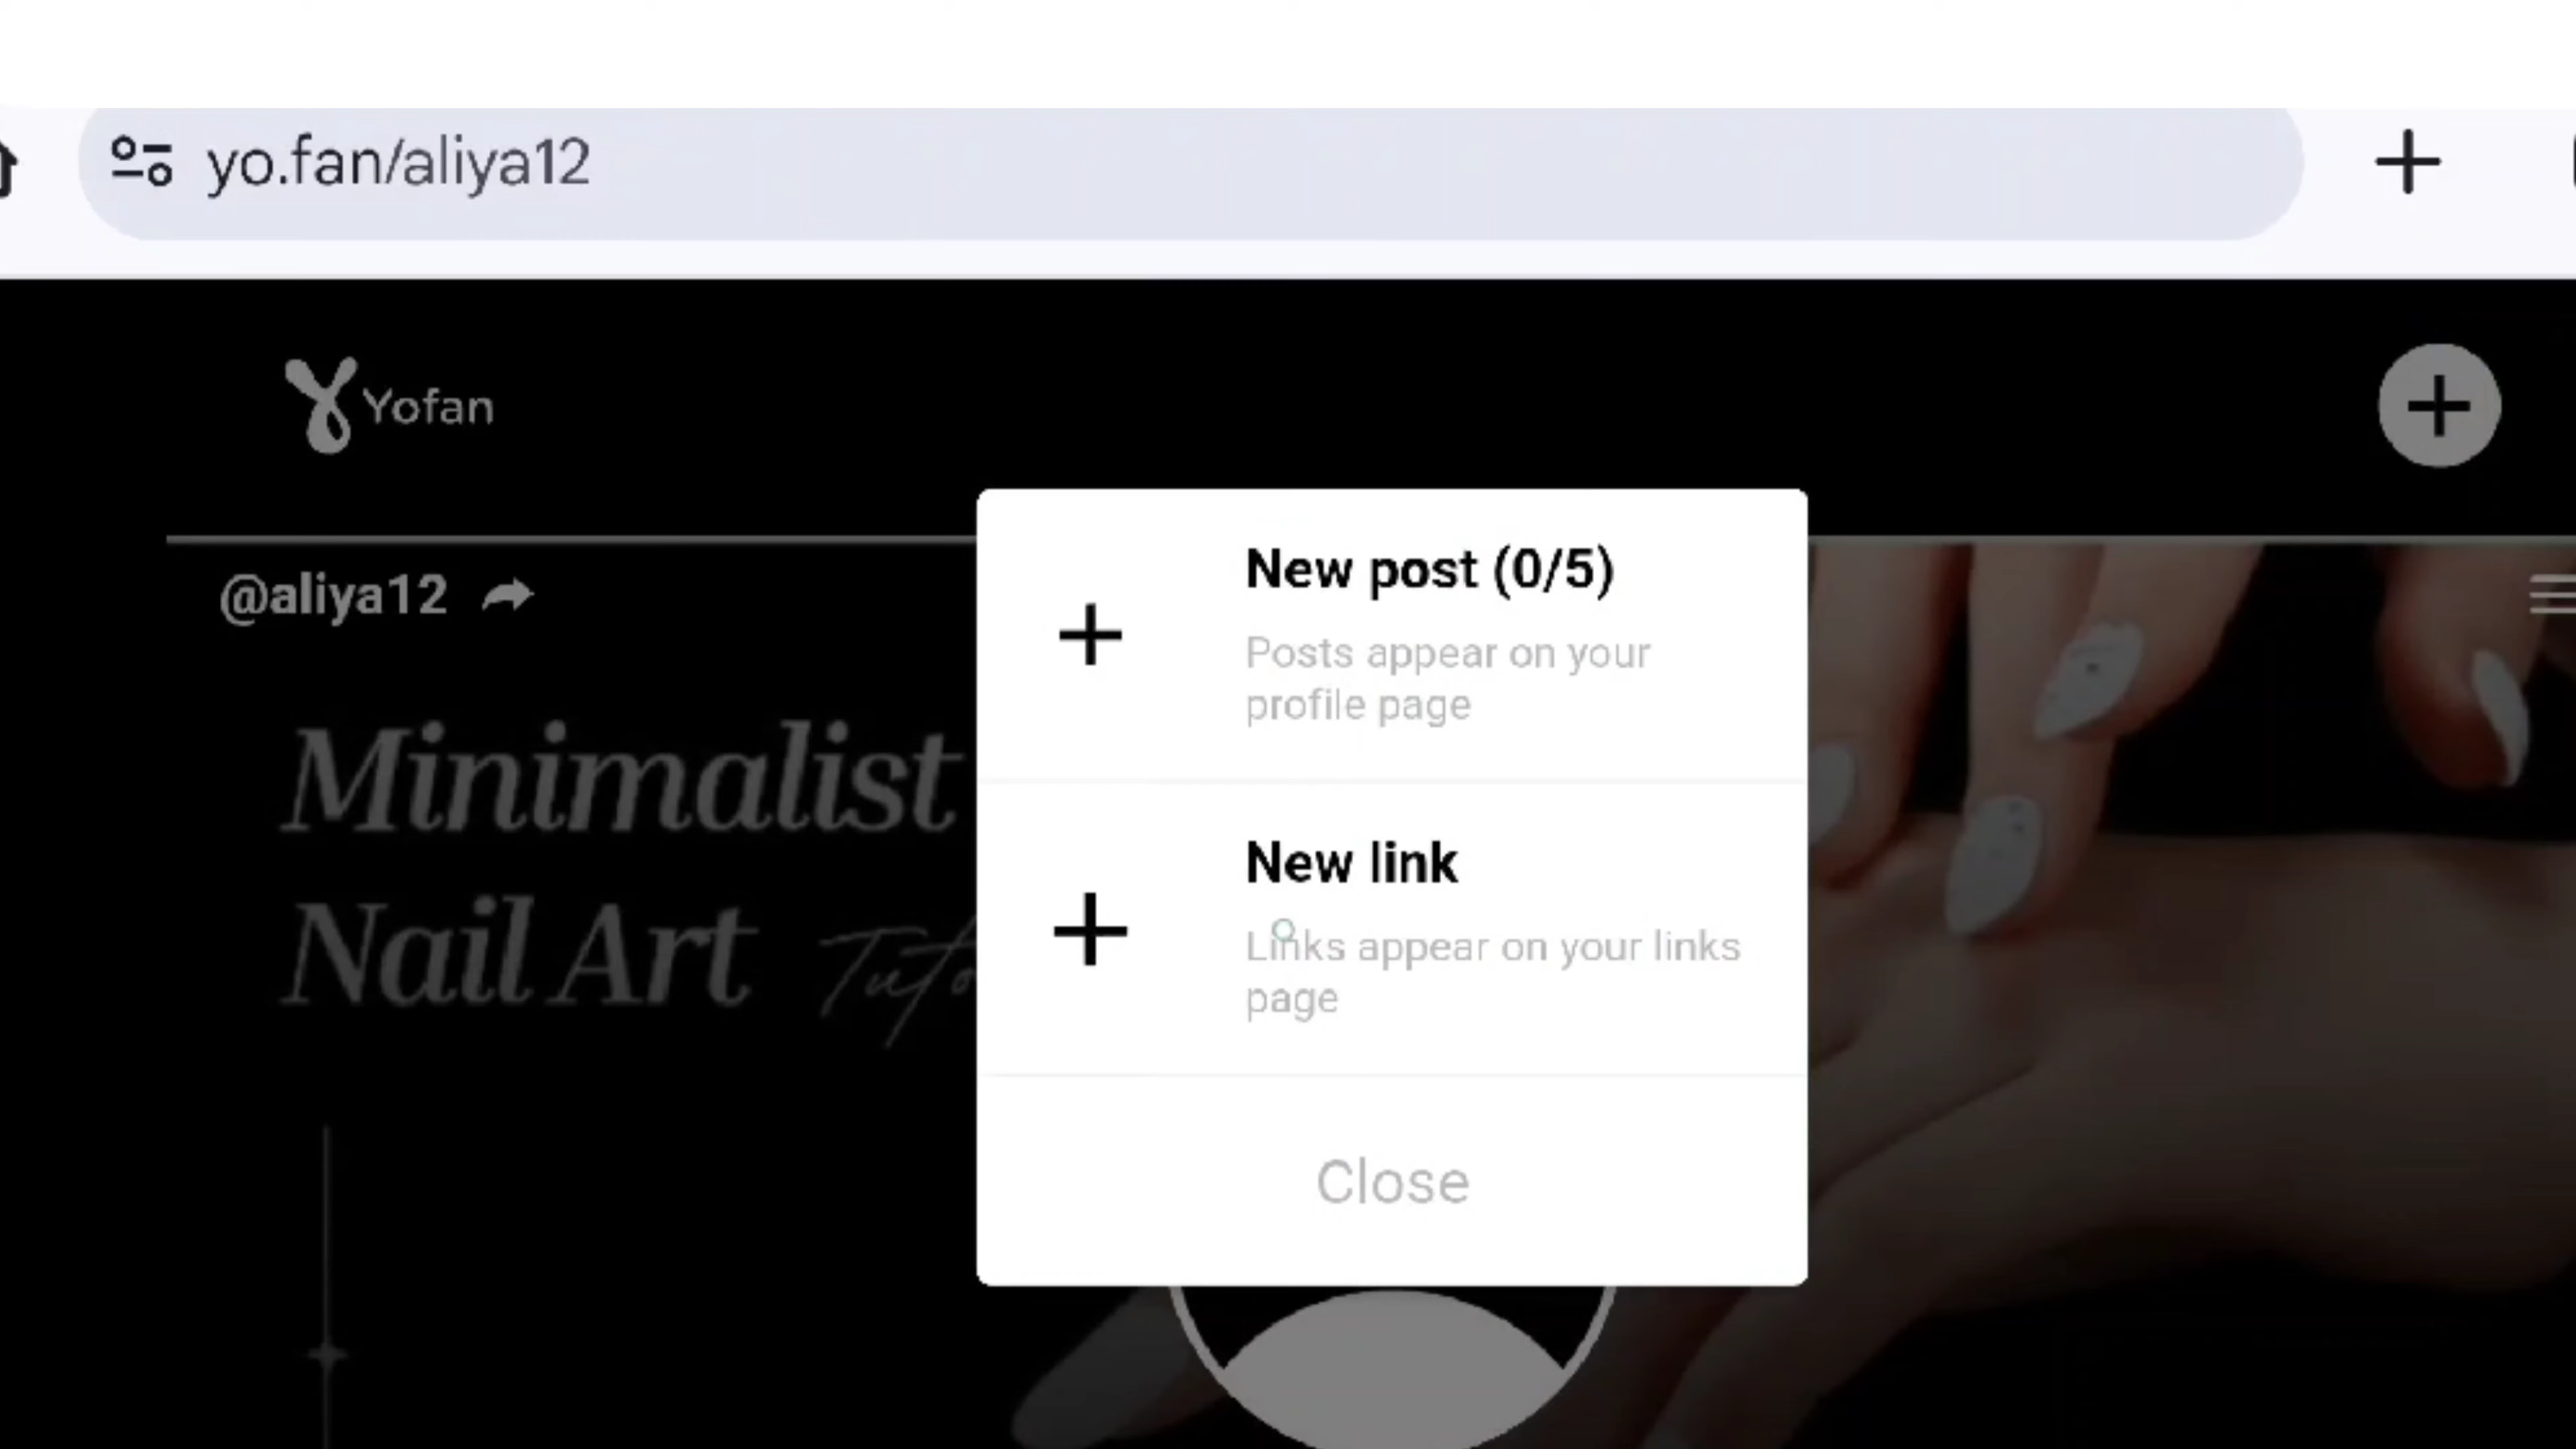 yo.fan/aliya12
Yofan
@aliya12
New post (0/5)
Posts appear on your
profile page
Minimalist
Nail Art
New link
Links appear on your links
page
Close